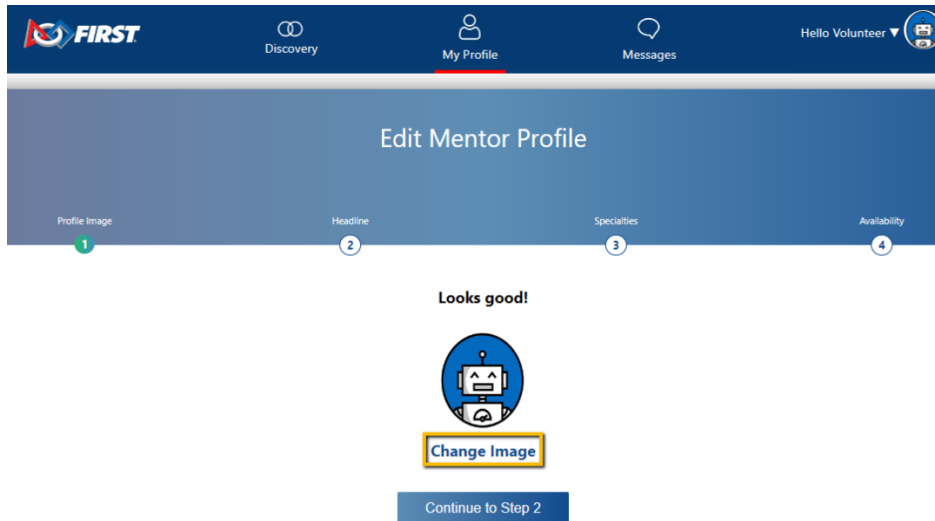 FIRST
Discovery
My Profile
Messages
Hello Volunteer ▼
Edit Mentor Profile
Profile Image
Headline
Specialties
Availability
1
2
3
4
Looks good!
Change Image
Continue to Step 2